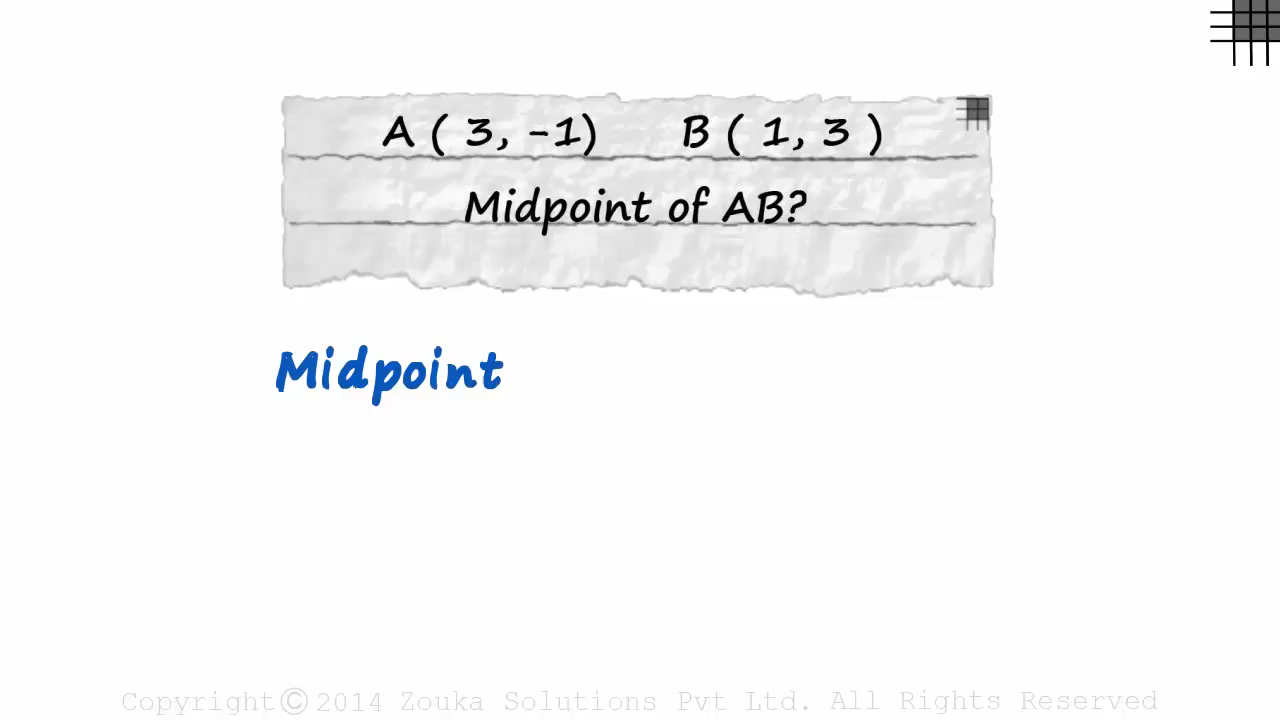 A ( 3, -1) B ( 1, 3 )
Midpoint of AB?
Midpoint
Copyright©2014 Zouka Solutions Pvt Ltd. All Rights Reserved